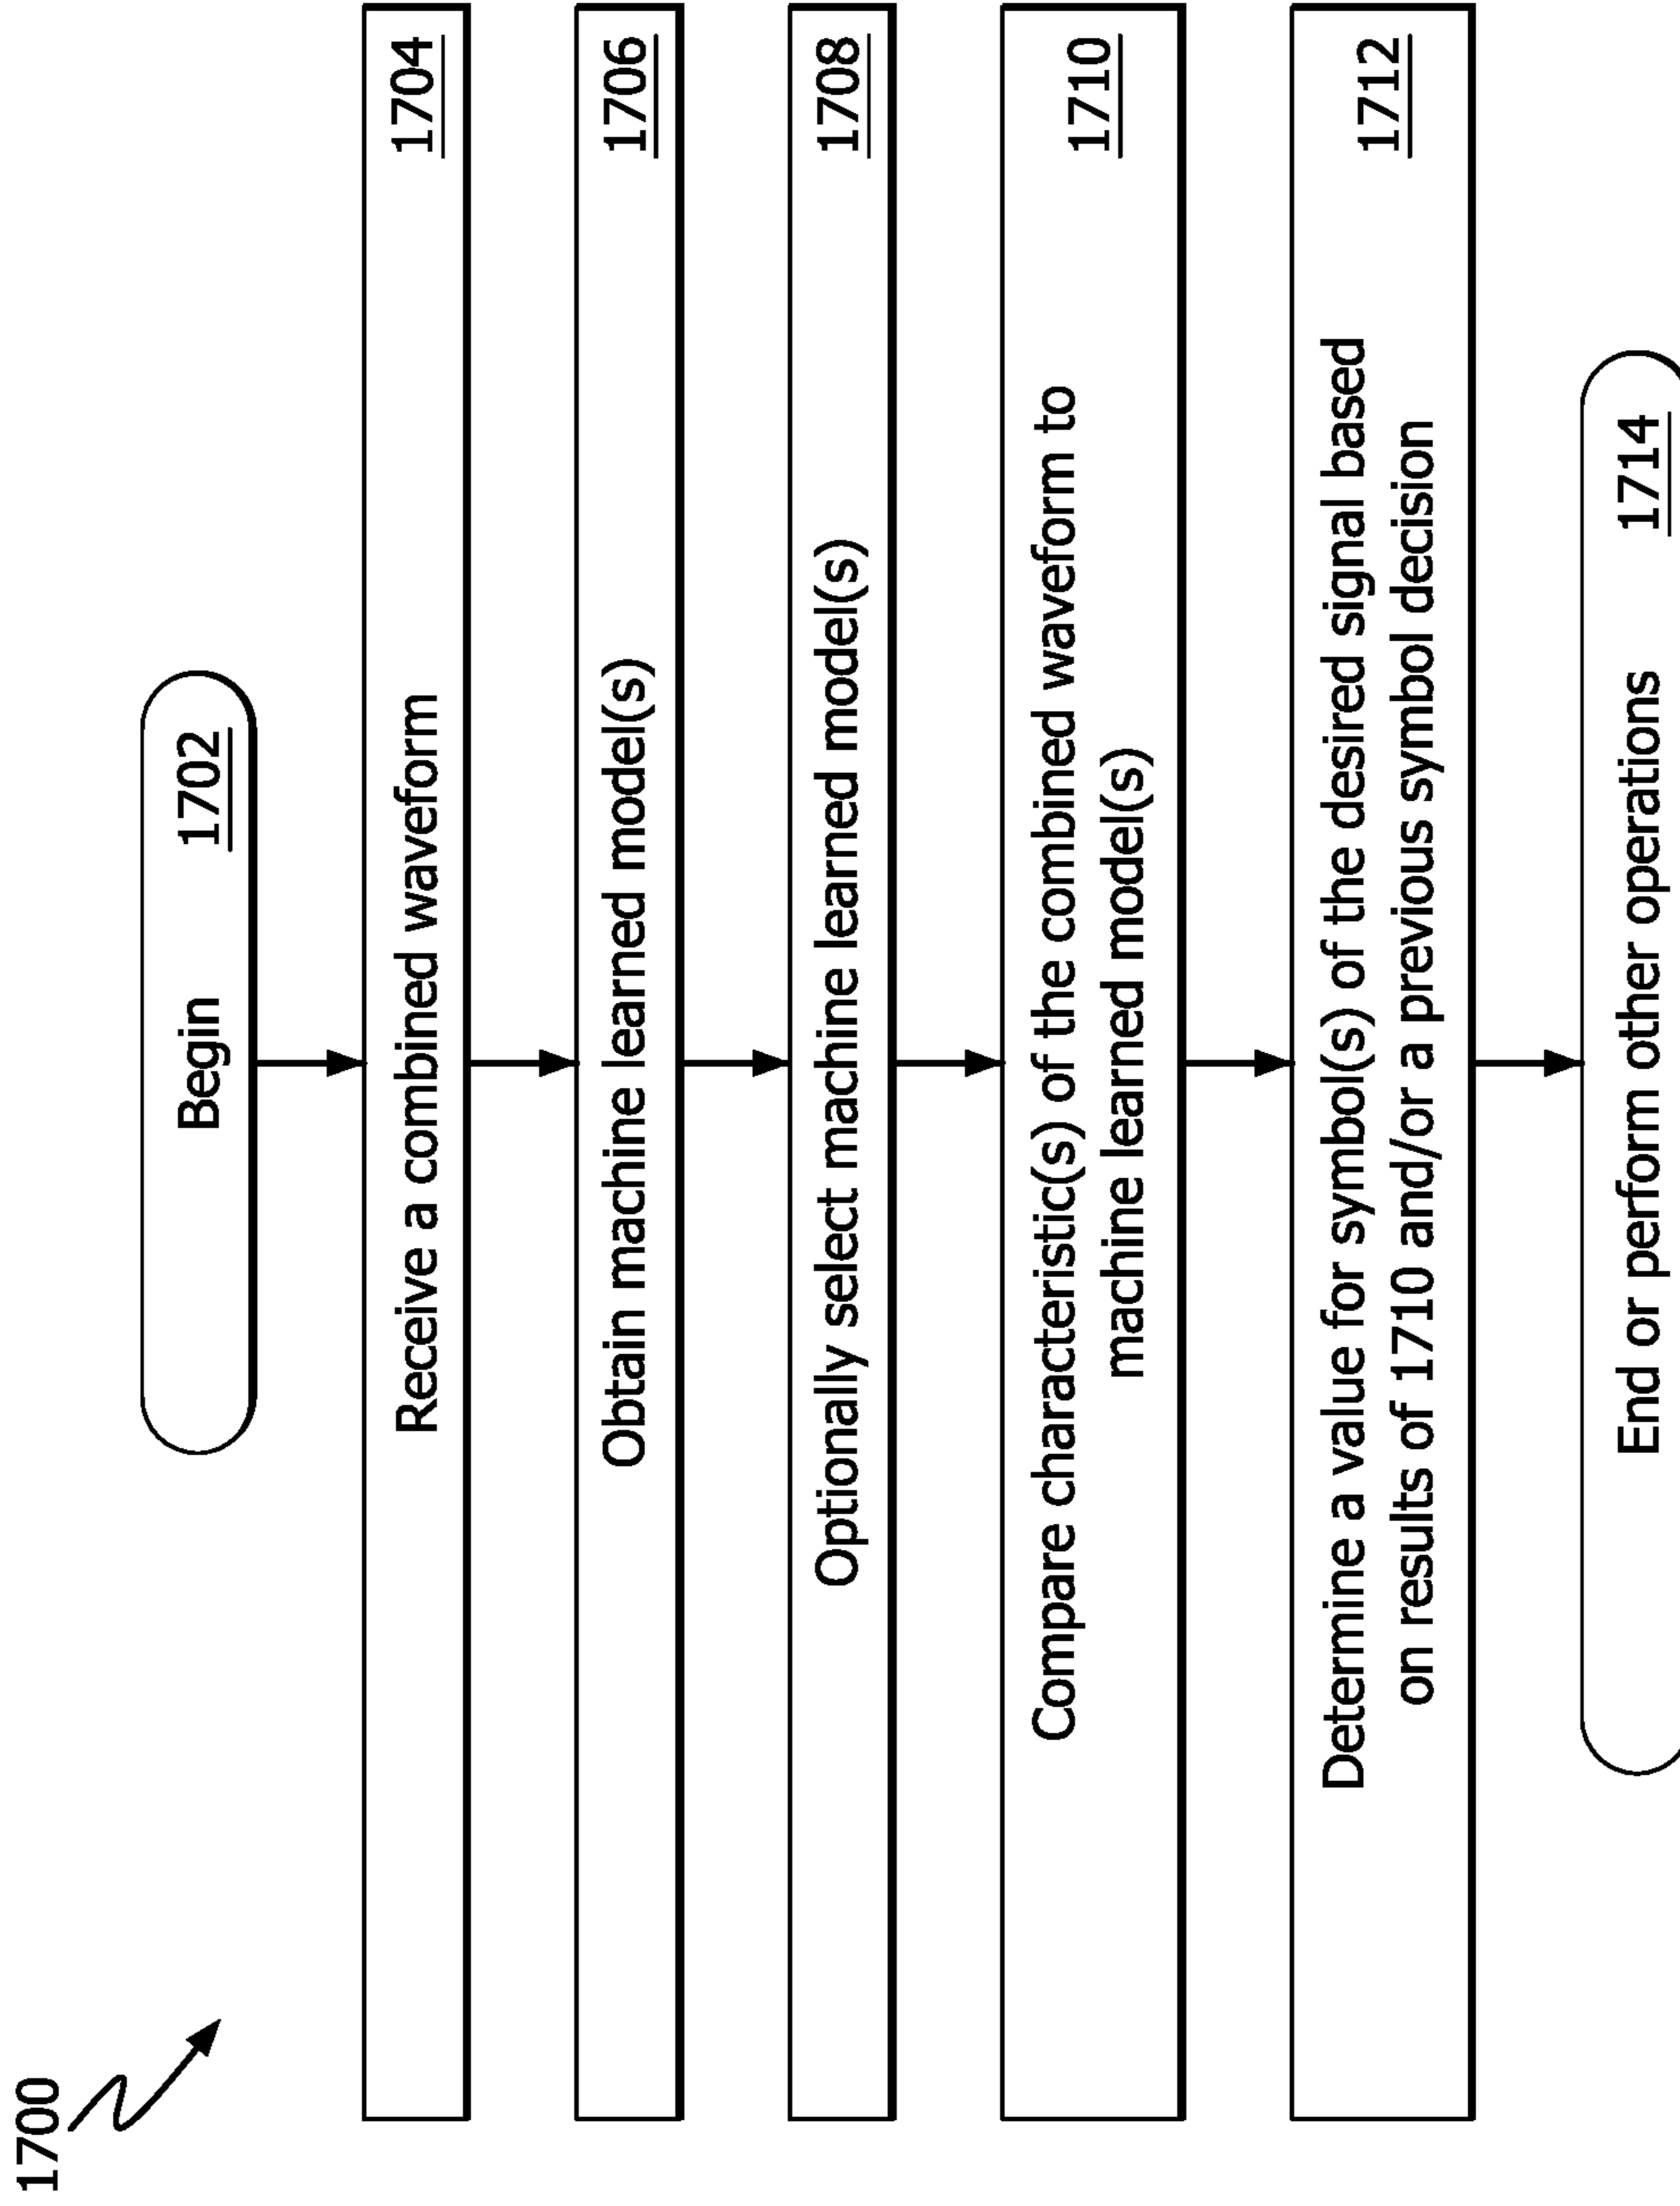 1700
Begin 1702
Receive a combined waveform 1704
Obtain machine learned model(s) 1706
Optionally select machine learned model(s) 1708
Compare characteristic(s) of the combined waveform to 1710
machine learned model(s)
Determine a value for symbol(s) of the desired signal based 1712
on results of 1710 and/or a previous symbol decision
End or perform other operations 1714